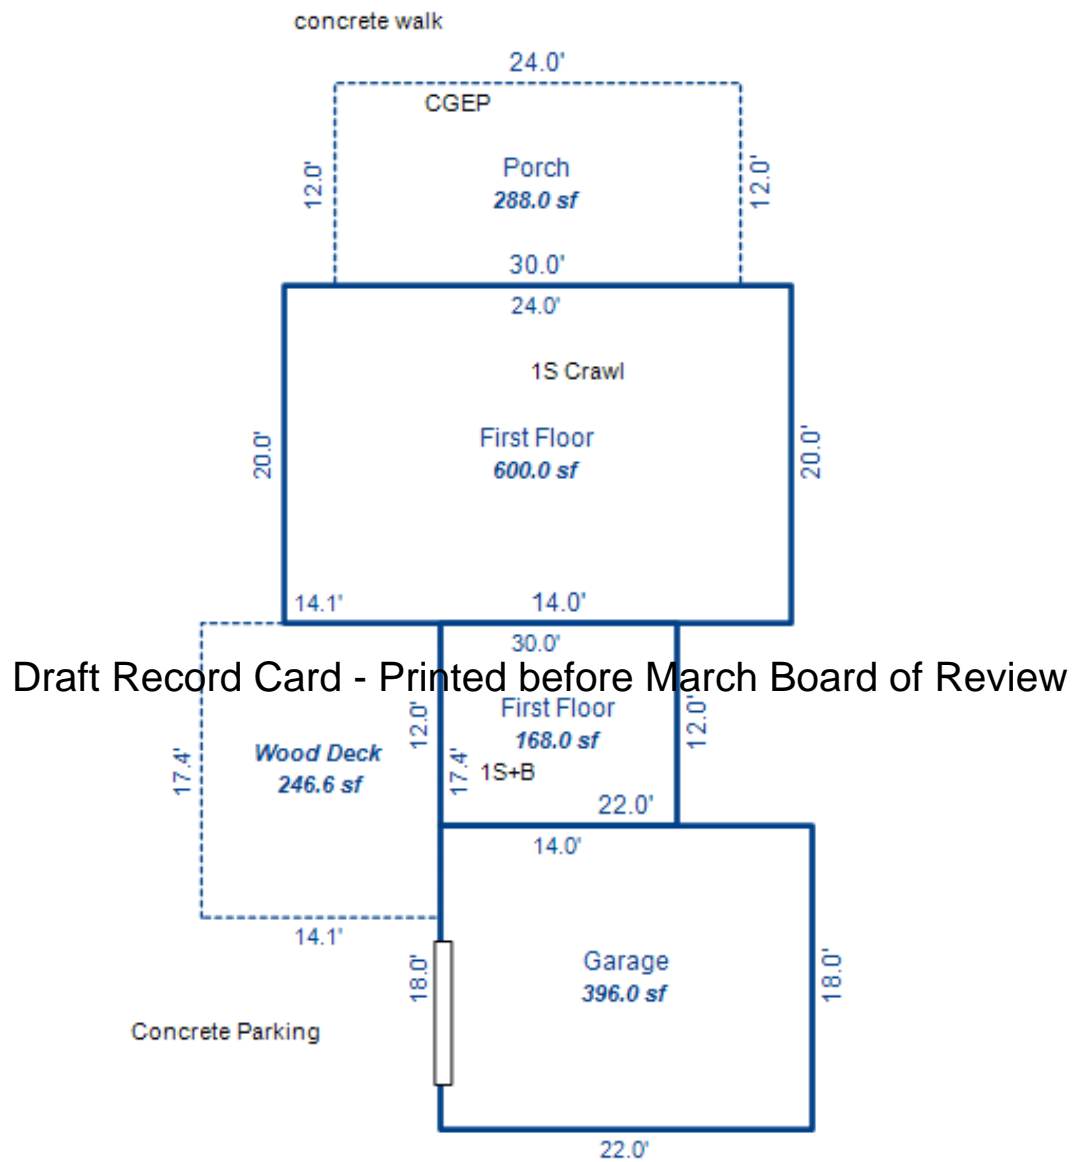 concrete walk
24.0'
CGEP
12.0'
Porch
12.0'
288.0 sf
30.0'
24.0'
1S Crawl
20.0'
First Floor
20.0'
600.0 sf
14.1'
14.0'
30.0'
Draft Record Card - Printed before March Board of Review
12.0'
First Floor
12.0'
168.0 sf
17.4'
Wood Deck
246.6 sf
17.4'
1S+B
22.0'
14.0'
14.1'
18.0'
Garage
18.0'
396.0 sf
Concrete Parking
22.0'